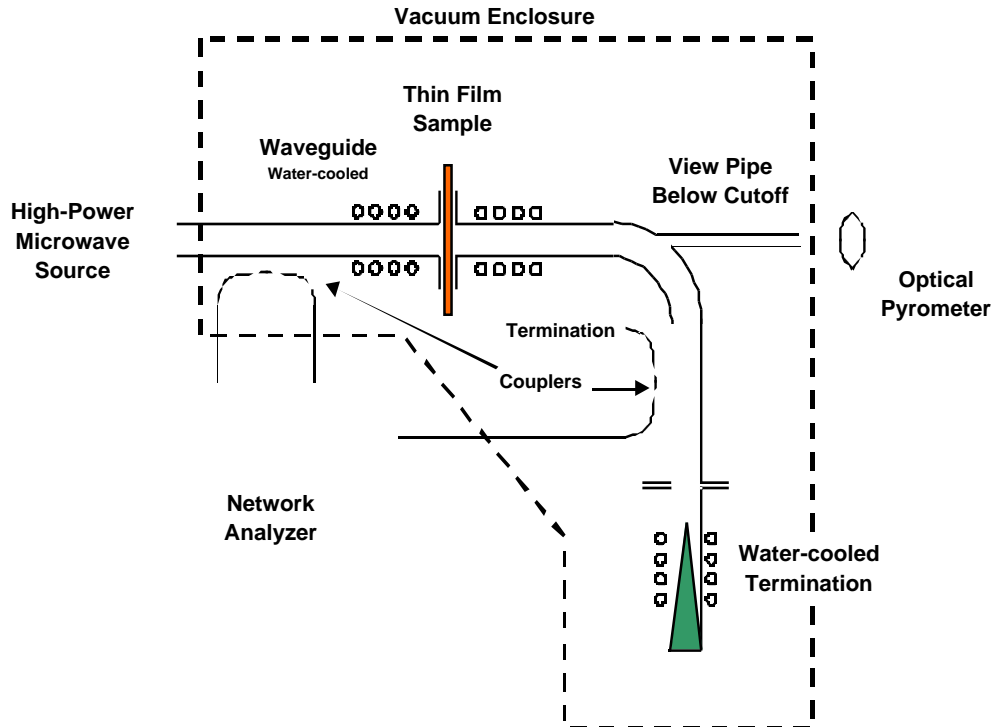 Vacuum Enclosure
Thin Film
Sample
Waveguide
Water-cooled
View Pipe
Below Cutoff
High-Power
Microwave
Source
Optical
Pyrometer
Termination
Couplers
Network
Analyzer
Water-cooled
Termination